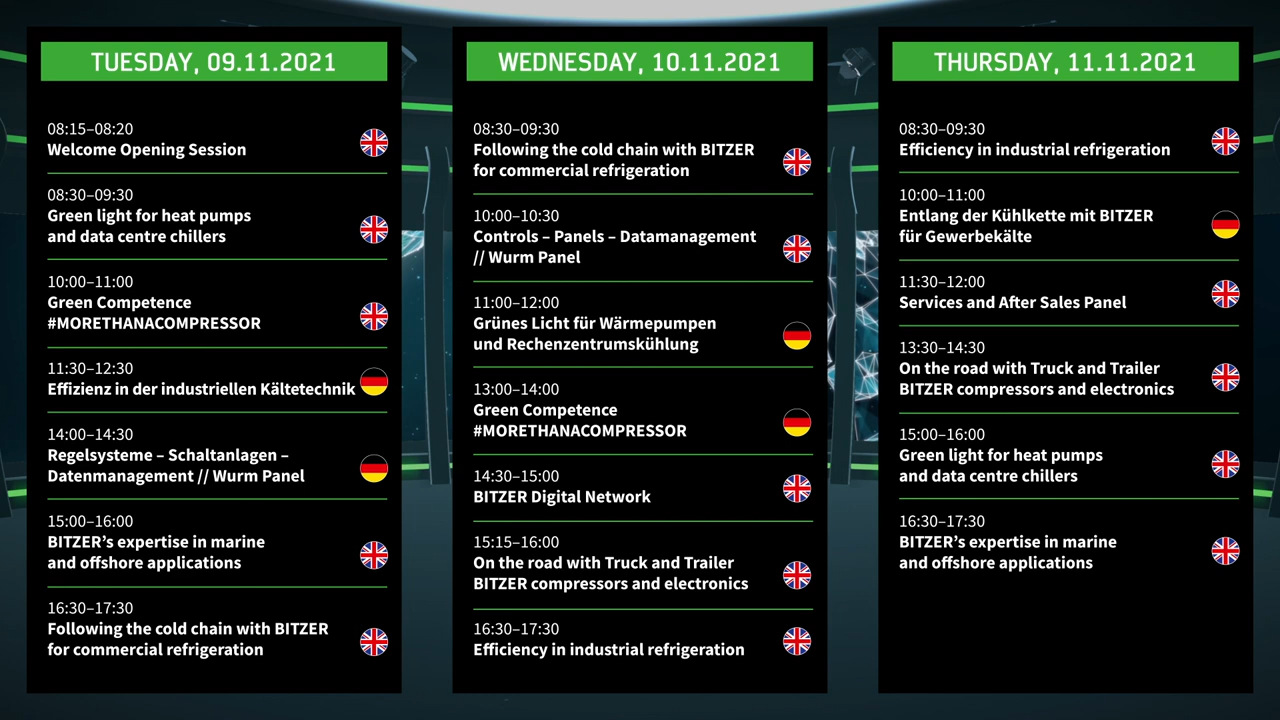 TUESDAY, 09.11.2021
08:15–08:20
Welcome Opening Session
08:30–09:30
Green light for heat pumps
and data centre chillers
10:00–11:00
Green Competence
#MORETHANACOMPRESSOR
11:30–12:30
Effizienz in der industriellen Kältetechnik
14:00–14:30
Regelsysteme – Schaltanlagen –
Datenmanagement // Wurm Panel
15:00–16:00
BITZER’s expertise in marine
and offshore applications
16:30–17:30
Following the cold chain with BITZER
for commercial refrigeration
WEDNESDAY, 10.11.2021
08:30–09:30
Following the cold chain with BITZER
for commercial refrigeration
10:00–10:30
Controls – Panels – Datamanagement
// Wurm Panel
11:00–12:00
Grünes Licht für Wärmepumpen
und Rechenzentrumskühlung
13:00–14:00
Green Competence
#MORETHANACOMPRESSOR
14:30–15:00
BITZER Digital Network
15:15–16:00
On the road with Truck and Trailer
BITZER compressors and electronics
16:30–17:30
Efficiency in industrial refrigeration
THURSDAY, 11.11.2021
08:30–09:30
Efficiency in industrial refrigeration
10:00–11:00
Entlang der Kühlkette mit BITZER
für Gewerbekälte
11:30–12:00
Services and After Sales Panel
13:30–14:30
On the road with Truck and Trailer
BITZER compressors and electronics
15:00–16:00
Green light for heat pumps
and data centre chillers
16:30–17:30
BITZER’s expertise in marine
and offshore applications